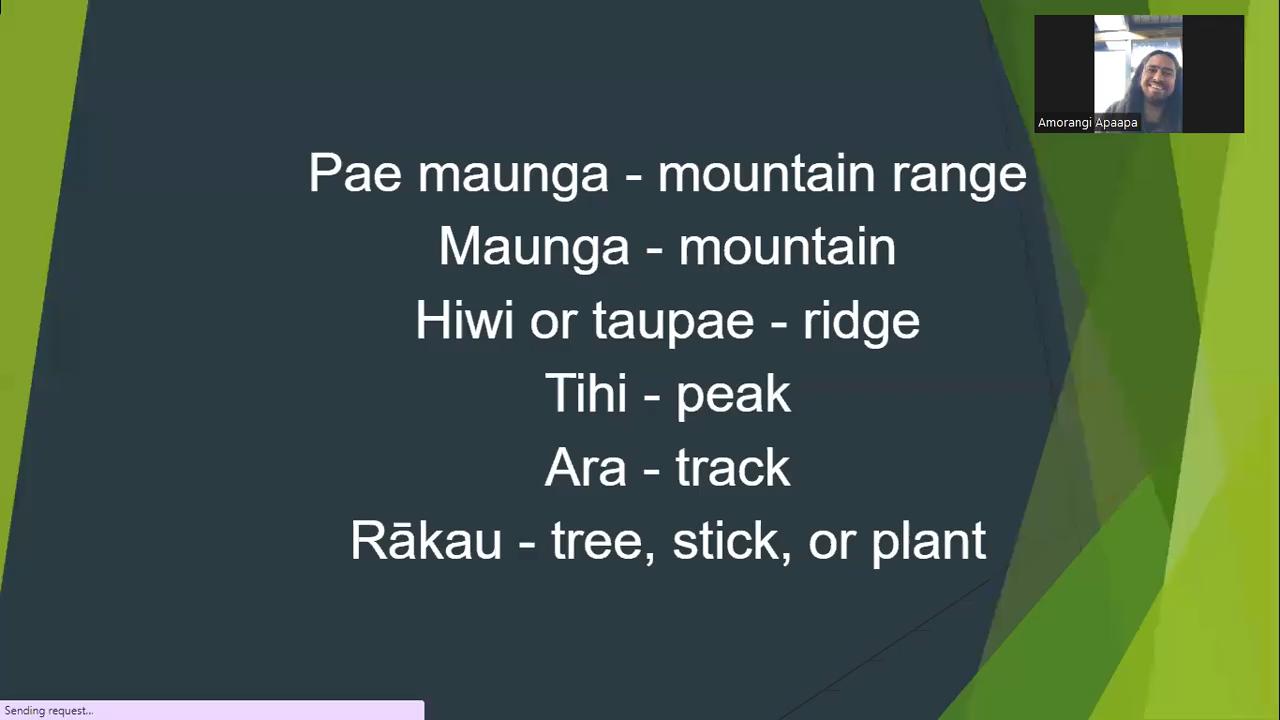 Amorangi Apaapa
Pae maunga - mountain range
Maunga - mountain
Hiwi or taupae - ridge
Tihi - peak
Ara - track
Rākau - tree, stick, or plant
Sending request...